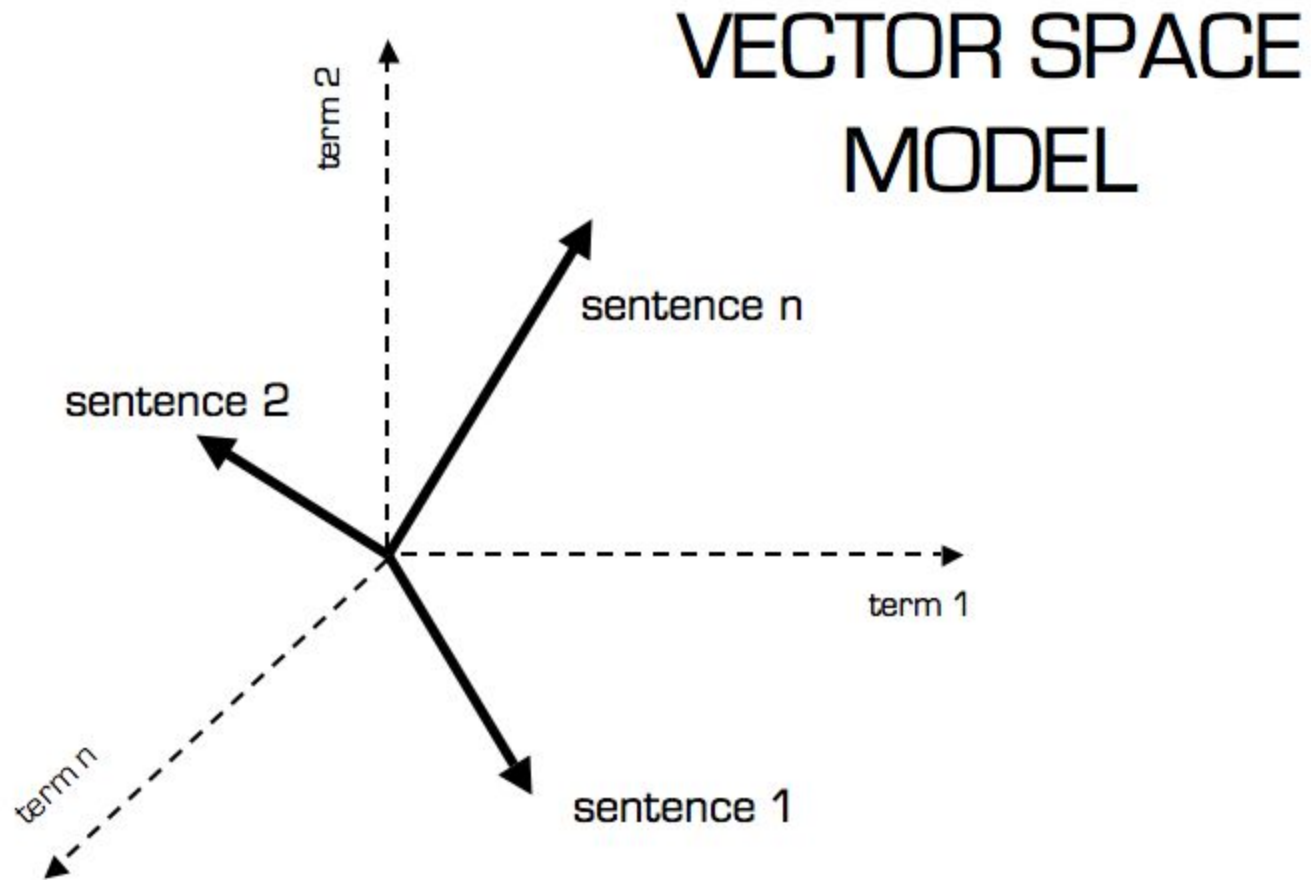 VECTOR SPACE
MODEL
term 2
sentence n
sentence 2
term 1
term n
sentence 1